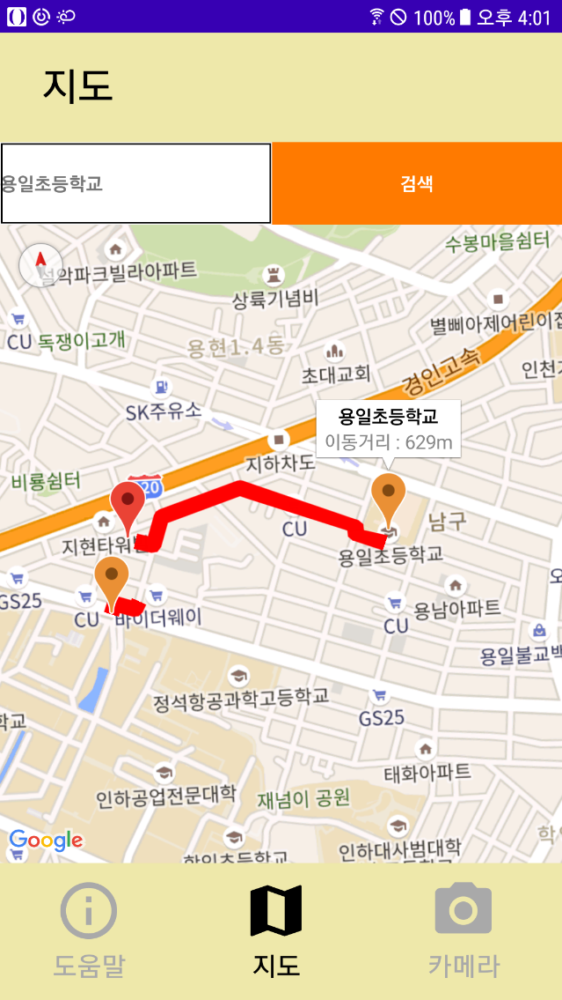 100% 오후 4:01
지도
용일초등학교
검색
수봉마을쉼터
설악파크빌라아파트
상륙기념비
별삐아제어린이집
CU 독쟁이고개
용현1.4동
초대교회
경인고속
인천기
SK주유소
용일초등학교
이동거리 : 629m
지하차도
비룡쉼터
20
CU
남구
지현타워
용일초등학교
GS25
CU
바이더웨이
용남아파트
CU
용일불교백
정석항공과학고등학교
GS25
학교
태화아파트
인하공업전문대학
재넘이 공원
학익초등학교
인하대사범대학
Google
도움말
지도
카메라